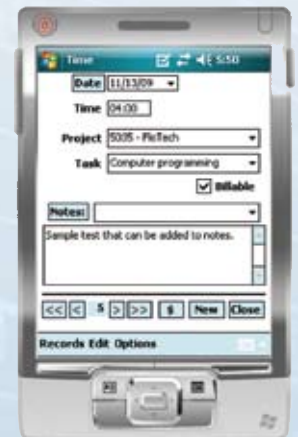 Time 5:50
Date 11/13/09
Time 04:00
Project 5035 - FloTech
Task Computer programming
Billable
Notes:
Sample test that can be added to notes.
<< < 5 > >> $ New Close
Records Edit Options